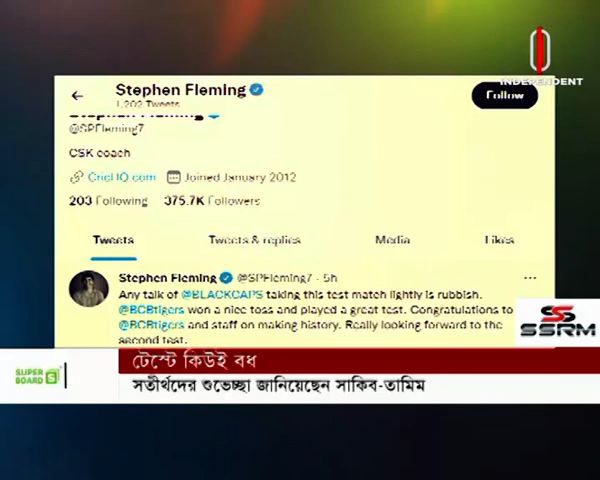 INDEPENDENT
Stephen Fleming
1,202 Tweets
Follow
Stephen Fleming
@SPFleming7
CSK coach
CricHQ.com Joined January 2012
203 Following 375.7K Followers
Tweets Tweets & replies Media Likes
Stephen Fleming @SPFleming7 · 5h
Any talk of @BLACKCAPS taking this test match lightly is rubbish.
@BCBtigers won a nice toss and played a great test. Congratulations to
@BCBtigers and staff on making history. Really looking forward to the
second test.
SSRM
টেস্টে কিউই বধ
SUPER
BOARD S
সতীর্থদের শুভেচ্ছা জানিয়েছেন সাকিব-তামিম